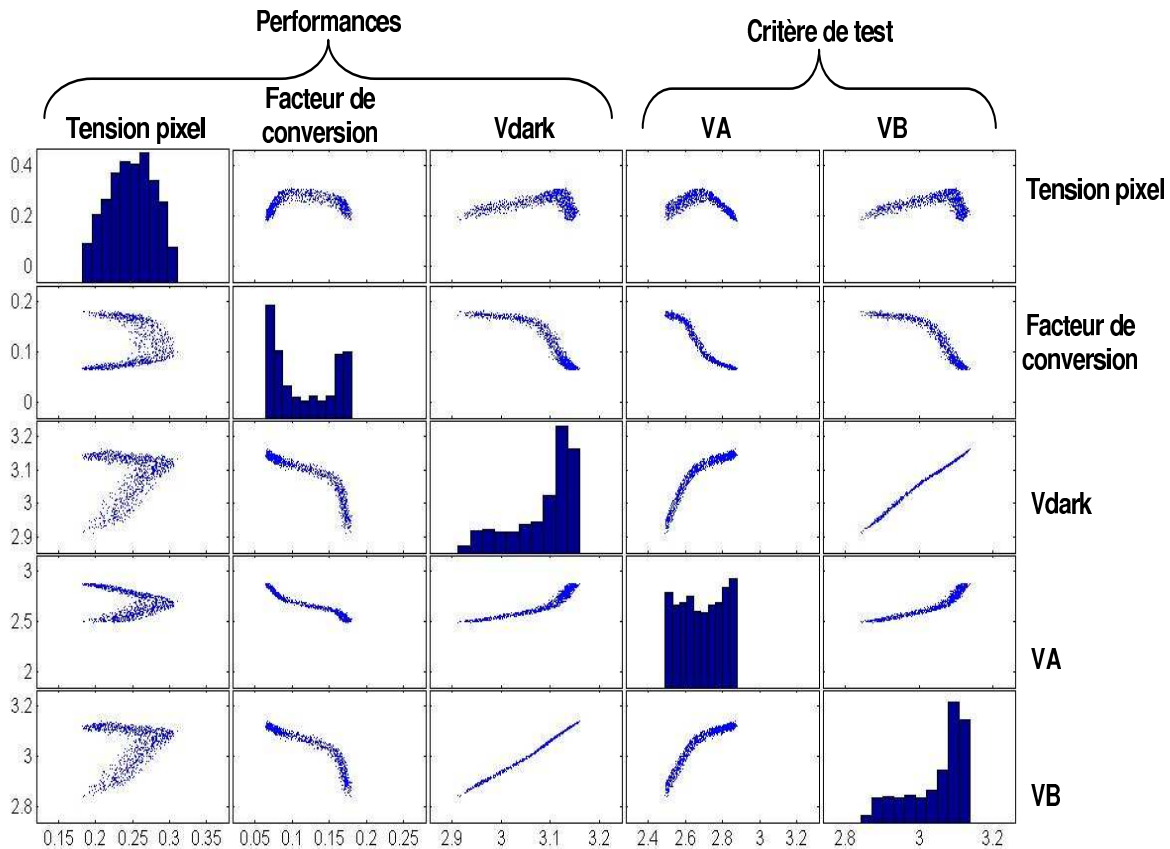 Performances
Critère de test
Facteur de
conversion
Tension pixel
Vdark
VA
VB
0.4
0.2
0
Tension pixel
0.2
0.1
0
Facteur de
conversion
3.2
3.1
3
2.9
Vdark
3
2.5
2
VA
3.2
3
2.8
VB
0.15 0.2 0.25 0.3 0.35
0.05 0.1 0.15 0.2 0.25
2.9 3 3.1 3.2
2.4 2.6 2.8 3 3.2
2.8 3 3.2